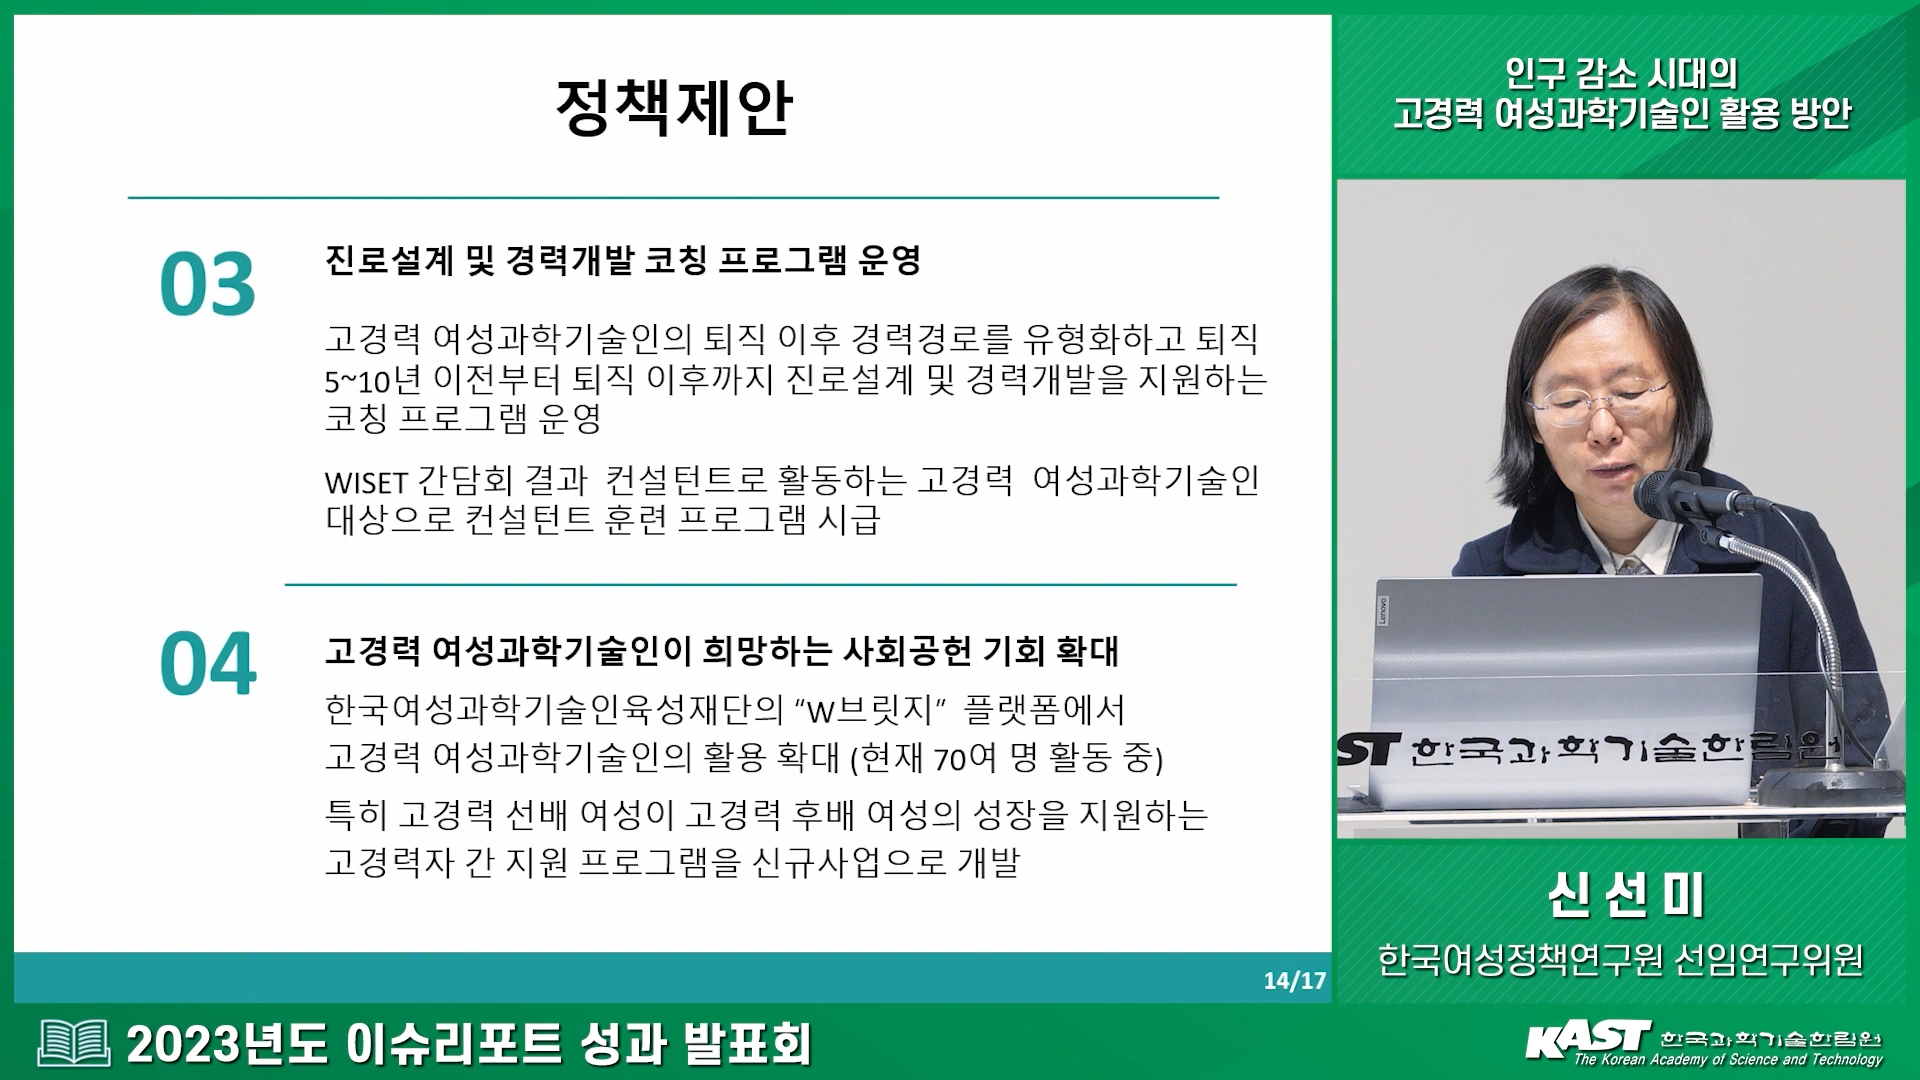 정책제안
03
진로설계 및 경력개발 코칭 프로그램 운영
고경력 여성과학기술인의 퇴직 이후 경력경로를 유형화하고 퇴직
5~10년 이전부터 퇴직 이후까지 진로설계 및 경력개발을 지원하는
코칭 프로그램 운영
WISET 간담회 결과 컨설턴트로 활동하는 고경력 여성과학기술인
대상으로 컨설턴트 훈련 프로그램 시급
04
고경력 여성과학기술인이 희망하는 사회공헌 기회 확대
한국여성과학기술인육성재단의 “W브릿지” 플랫폼에서
고경력 여성과학기술인의 활용 확대 (현재 70여 명 활동 중)
특히 고경력 선배 여성이 고경력 후배 여성의 성장을 지원하는
고경력자 간 지원 프로그램을 신규사업으로 개발
14/17
인구 감소 시대의
고경력 여성과학기술인 활용 방안
Lenovo
ST 한국과학기술한림원
신선미
한국여성정책연구원 선임연구위원
2023년도 이슈리포트 성과 발표회
KAST 한국과학기술한림원
The Korean Academy of Science and Technology